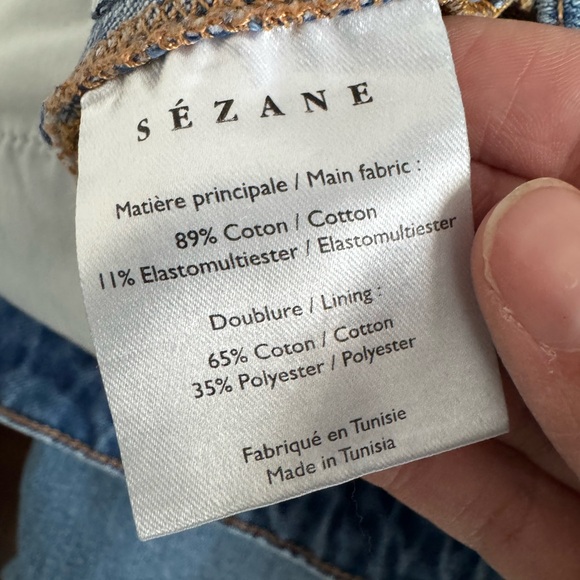 SÉZANE
Matière principale / Main fabric :
89% Coton / Cotton
11% Elastomultiester / Elastomultiester
Doublure / Lining :
65% Coton / Cotton
35% Polyester / Polyester
Fabriqué en Tunisie
Made in Tunisia